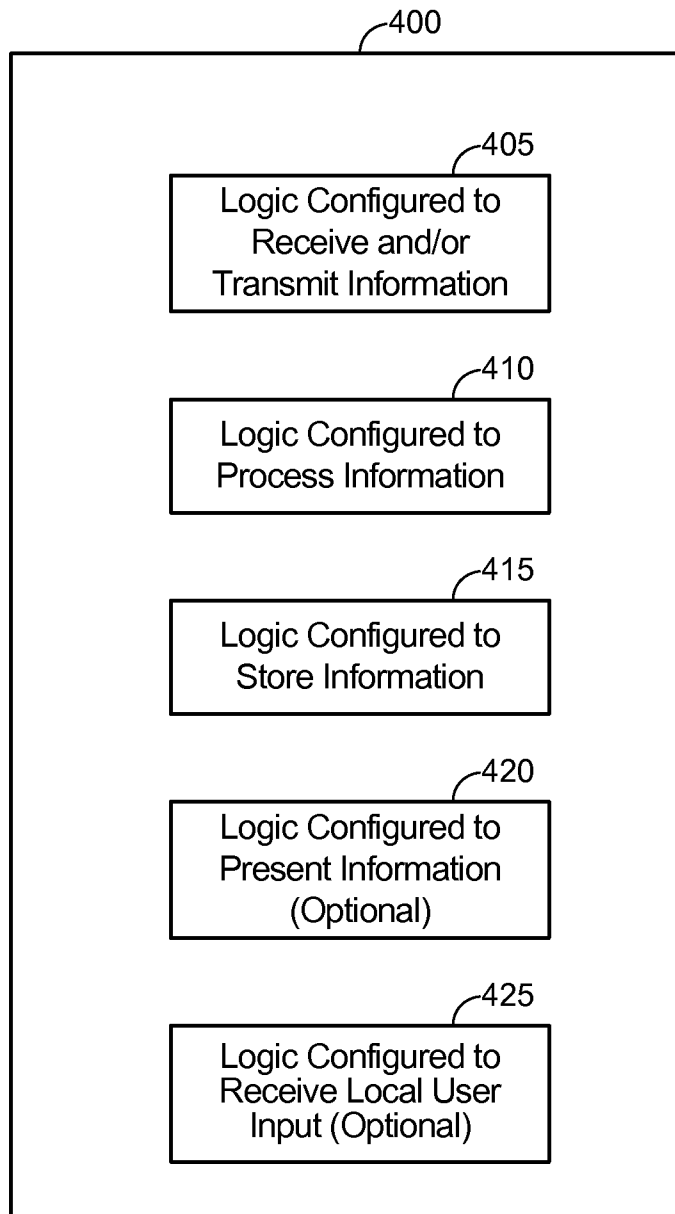 400
405
Logic Configured to
Receive and/or
Transmit Information
410
Logic Configured to
Process Information
415
Logic Configured to
Store Information
420
Logic Configured to
Present Information
(Optional)
425
Logic Configured to
Receive Local User
Input (Optional)